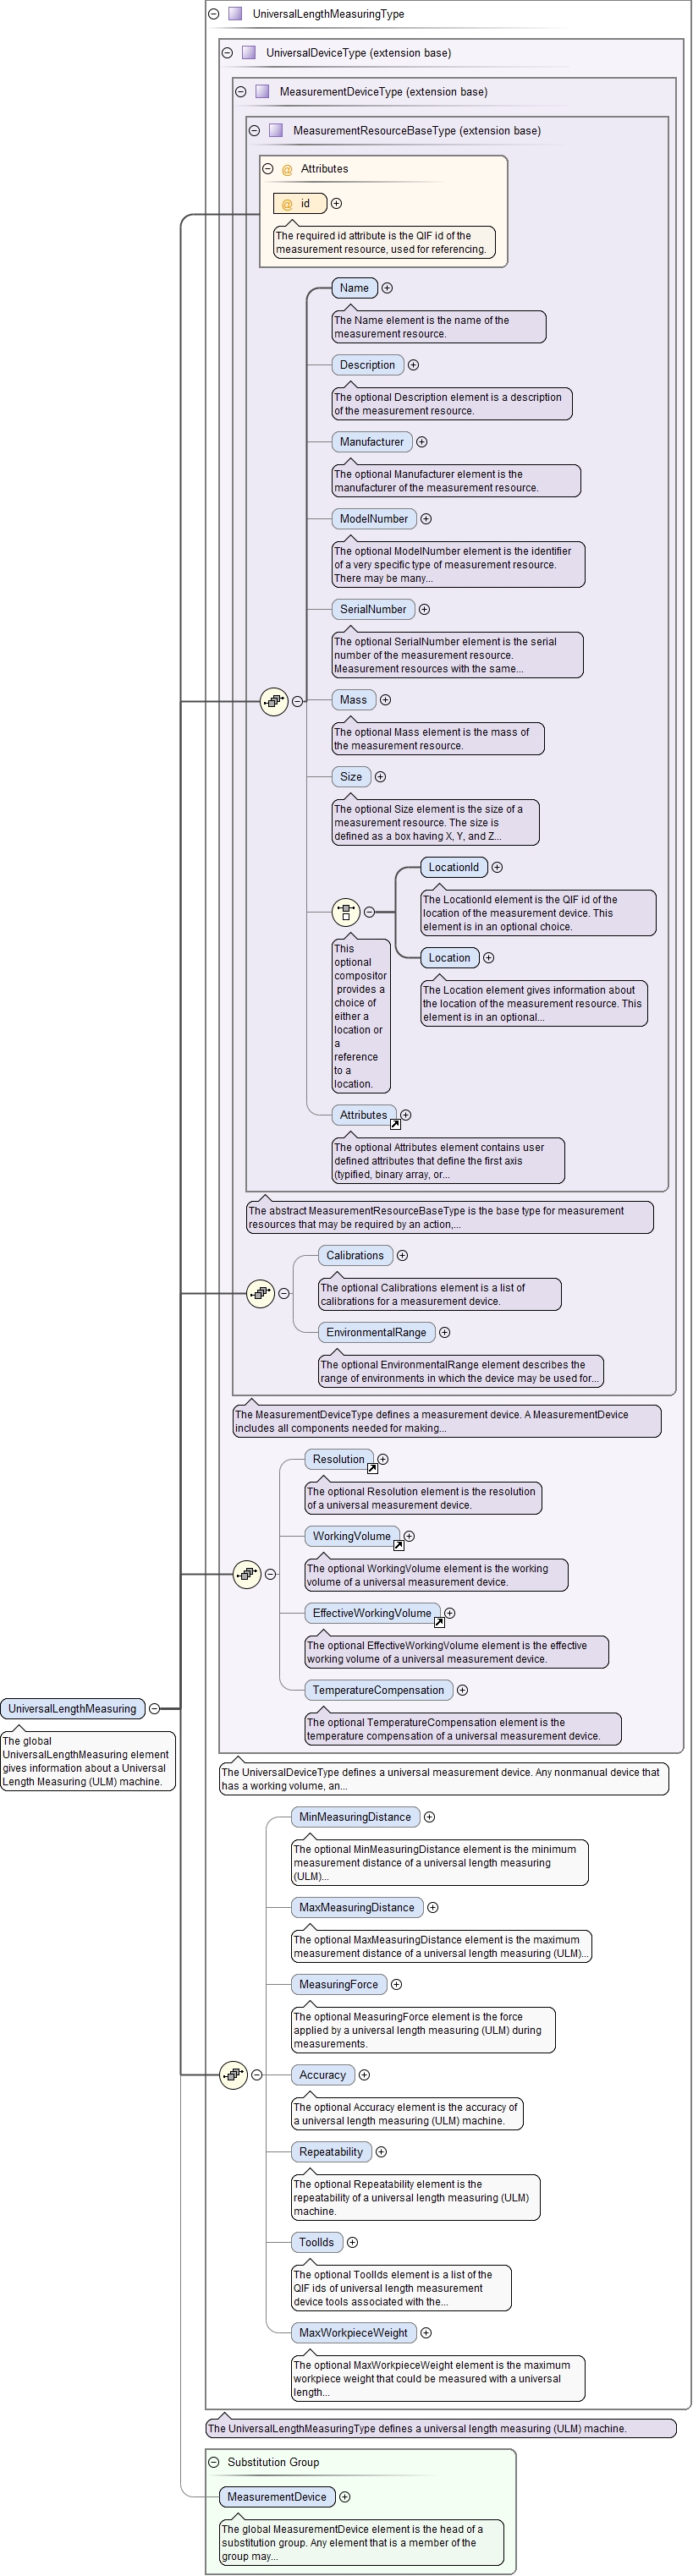 UniversalLengthMeasuringType
UniversalDeviceType (extension base)
MeasurementDeviceType (extension base)
MeasurementResourceBaseType (extension base)
@ Attributes
@ id
The required id attribute is the QIF id of the
measurement resource, used for referencing.
Name
The Name element is the name of the
measurement resource.
Description
The optional Description element is a description
of the measurement resource.
Manufacturer
The optional Manufacturer element is the
manufacturer of the measurement resource.
ModelNumber
The optional ModelNumber element is the identifier
of a very specific type of measurement resource.
There may be many...
SerialNumber
The optional SerialNumber element is the serial
number of the measurement resource.
Measurement resources with the same...
Mass
The optional Mass element is the mass of
the measurement resource.
Size
The optional Size element is the size of a
measurement resource. The size is
defined as a box having X, Y, and Z...
LocationId
The LocationId element is the QIF id of the
location of the measurement device. This
element is in an optional choice.
Location
The Location element gives information about
the location of the measurement resource. This
element is in an optional...
This
optional
compositor
provides a
choice of
either a
location or
a
reference
to a
location.
Attributes
The optional Attributes element contains user
defined attributes that define the first axis
(typified, binary array, or...
The abstract MeasurementResourceBaseType is the base type for measurement
resources that may be required by an action,...
Calibrations
The optional Calibrations element is a list of
calibrations for a measurement device.
EnvironmentalRange
The optional EnvironmentalRange element describes the
range of environments in which the device may be used for...
The MeasurementDeviceType defines a measurement device. A MeasurementDevice
includes all components needed for making...
Resolution
The optional Resolution element is the resolution
of a universal measurement device.
WorkingVolume
The optional WorkingVolume element is the working
volume of a universal measurement device.
EffectiveWorkingVolume
The optional EffectiveWorkingVolume element is the effective
working volume of a universal measurement device.
TemperatureCompensation
The optional TemperatureCompensation element is the
temperature compensation of a universal measurement device.
UniversalLengthMeasuring
The global
UniversalLengthMeasuring element
gives information about a Universal
Length Measuring (ULM) machine.
The UniversalDeviceType defines a universal measurement device. Any nonmanual device that
has a working volume, an...
MinMeasuringDistance
The optional MinMeasuringDistance element is the minimum
measurement distance of a universal length measuring
(ULM)...
MaxMeasuringDistance
The optional MaxMeasuringDistance element is the maximum
measurement distance of a universal length measuring (ULM)...
MeasuringForce
The optional MeasuringForce element is the force
applied by a universal length measuring (ULM) during
measurements.
Accuracy
The optional Accuracy element is the accuracy of
a universal length measuring (ULM) machine.
Repeatability
The optional Repeatability element is the
repeatability of a universal length measuring (ULM)
machine.
ToolIds
The optional ToolIds element is a list of the
QIF ids of universal length measurement
device tools associated with the...
MaxWorkpieceWeight
The optional MaxWorkpieceWeight element is the maximum
workpiece weight that could be measured with a universal
length...
The UniversalLengthMeasuringType defines a universal length measuring (ULM) machine.
Substitution Group
MeasurementDevice
The global MeasurementDevice element is the head of a
substitution group. Any element that is a member of the
group may...